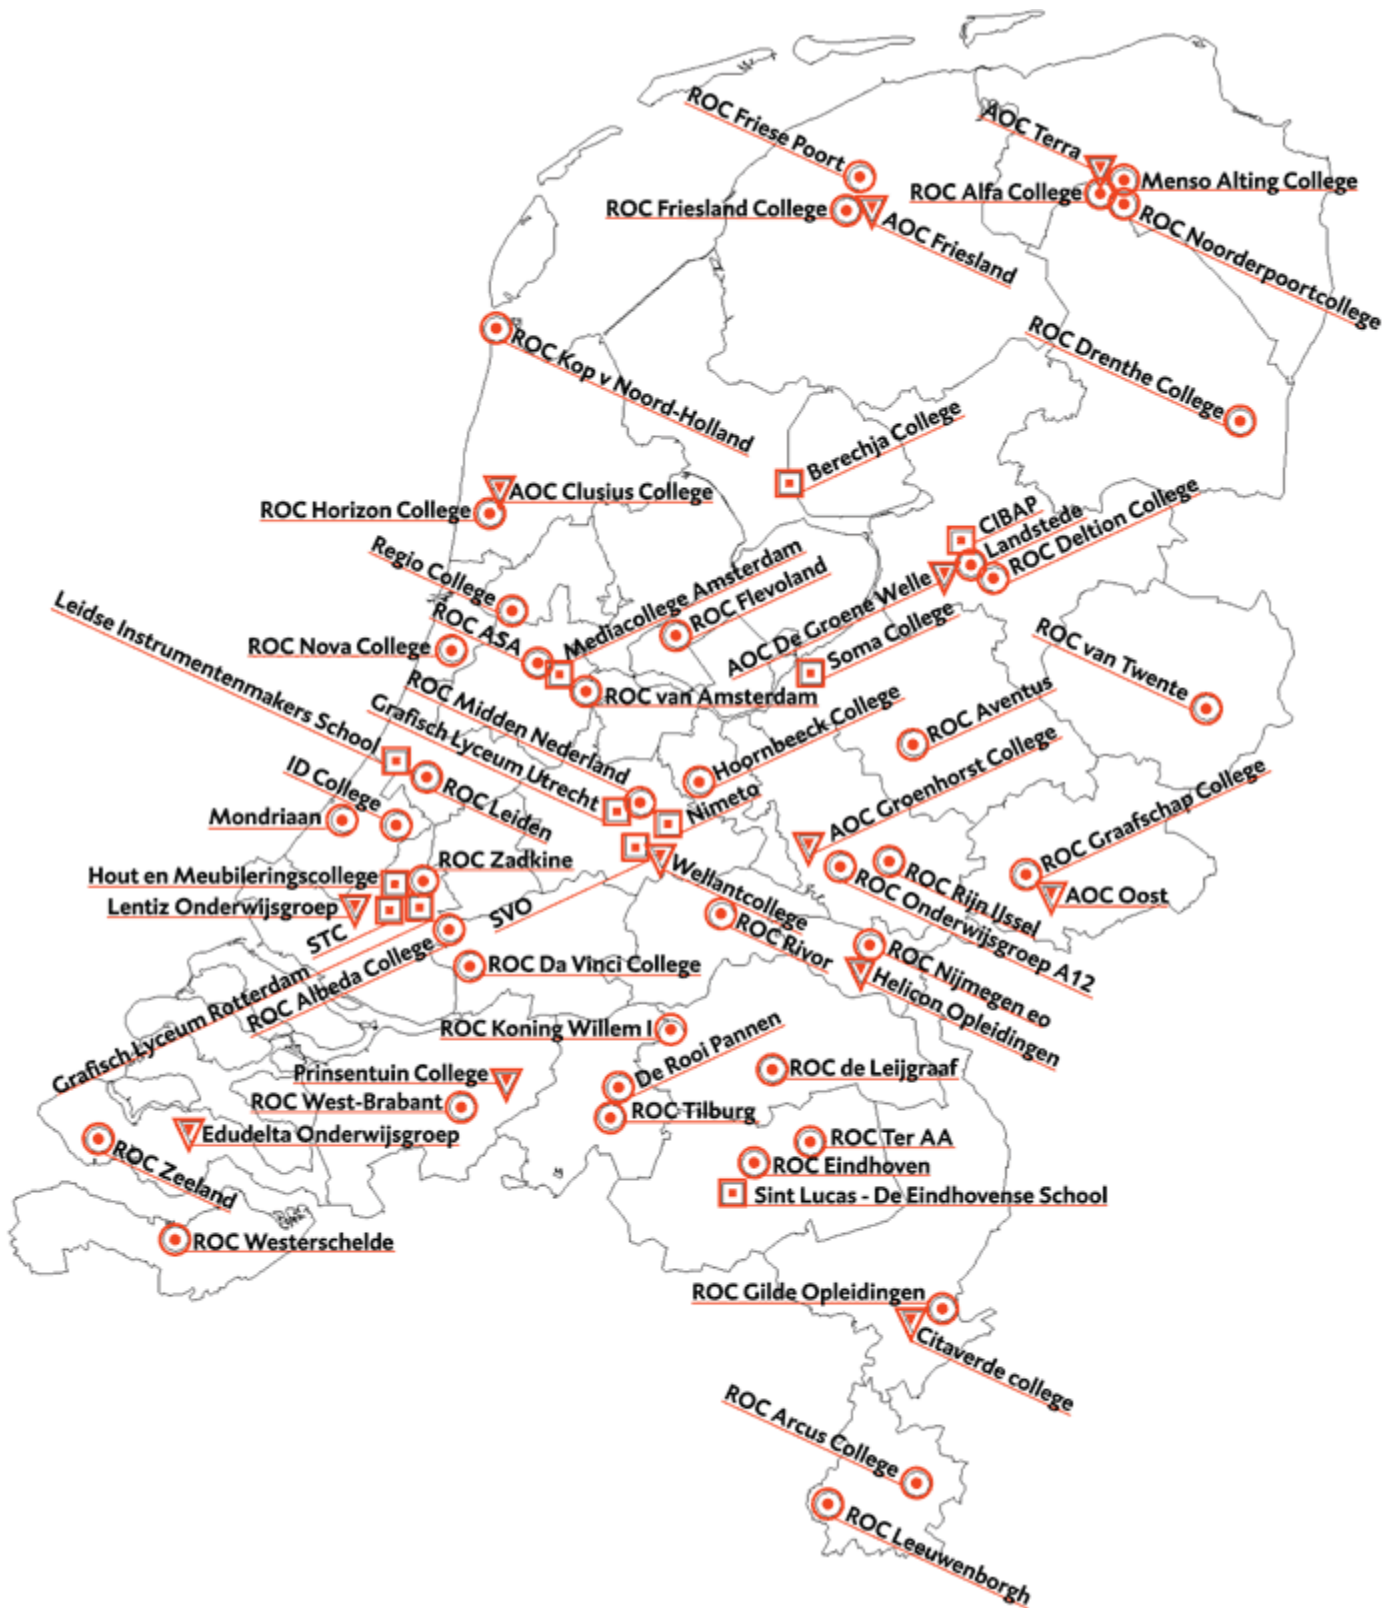 ROC Friese Poort
AOC Terra
Menso Alting College
ROC Alfa College
ROC Friesland College
AOC Friesland
ROC Noorderpoortcollege
ROC Kop v Noord-Holland
ROC Drenthe College
Berechja College
AOC Clusius College
ROC Horizon College
CIBAP
Landstede
ROC Deltion College
Regio College
Mediacollege Amsterdam
ROC Flevoland
AOC De Groene Welle
Leidse Instrumentenmakers School
ROC ASA
Soma College
ROC van Twente
ROC Nova College
ROC van Amsterdam
ROC Midden Nederland
ROC Aventus
Grafisch Lyceum Utrecht
Hoornbeeck College
AOC Groenhorst College
ID College
ROC Leiden
Nimeto
ROC Graafschap College
Mondriaan
ROC Zadkine
Hout en Meubileringscollege
Wellantcollege
ROC Rijn IJssel
AOC Oost
Lentiz Onderwijsgroep
SVO
ROC Onderwijsgroep A12
STC
ROC Rivor
ROC Albeda College
ROC Da Vinci College
ROC Nijmegen eo
Helicon Opleidingen
Grafisch Lyceum Rotterdam
ROC Koning Willem I
De Rooi Pannen
ROC de Leijgraaf
Prinsentuin College
ROC West-Brabant
ROC Tilburg
Edudelta Onderwijsgroep
ROC Ter AA
ROC Zeeland
ROC Eindhoven
Sint Lucas - De Eindhovense School
ROC Westerschelde
ROC Gilde Opleidingen
Citaverde college
ROC Arcus College
ROC Leeuwenborgh